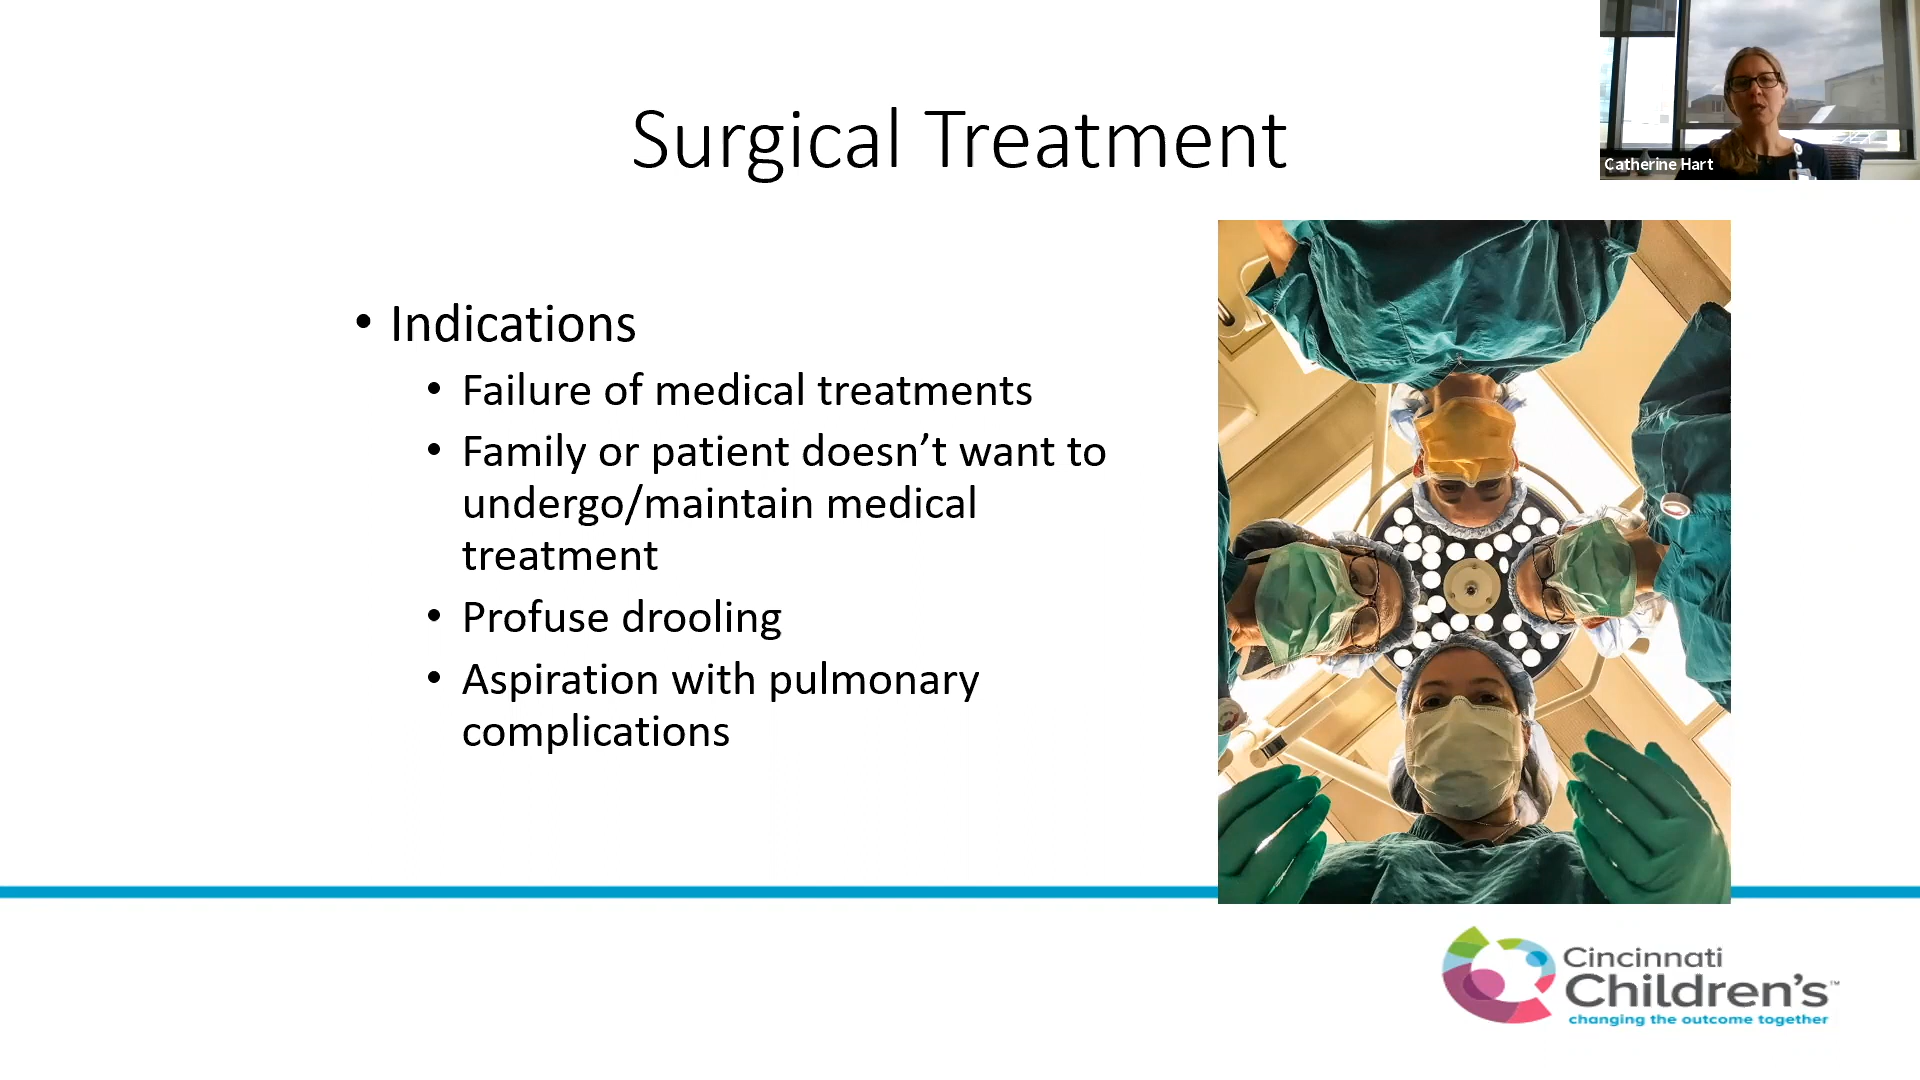 Surgical Treatment
Catherine Hart
• Indications
• Failure of medical treatments
• Family or patient doesn’t want to
undergo/maintain medical
treatment
• Profuse drooling
• Aspiration with pulmonary
complications
Cincinnati
Children’s™
changing the outcome together